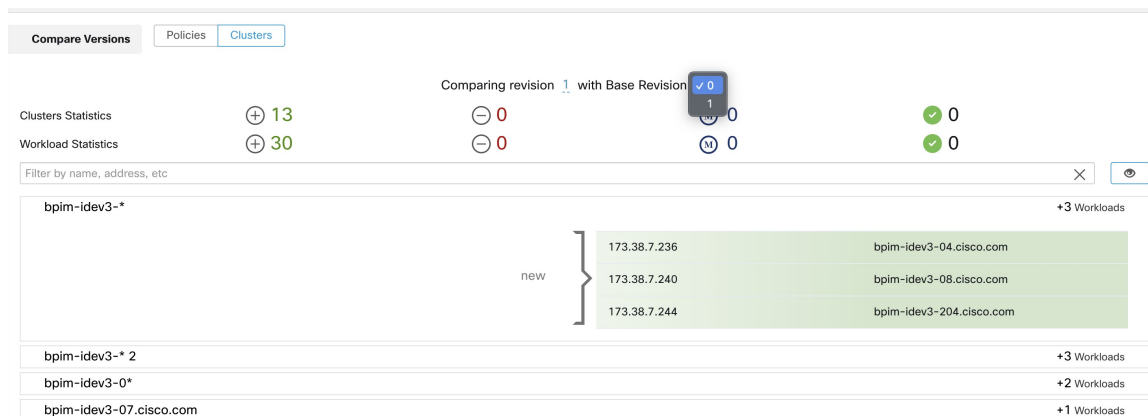 Compare Versions Policies Clusters
Comparing revision 1 with Base Revision ✓ 0
1
Clusters Statistics + 13 − 0 M 0 0
Workload Statistics + 30 − 0 M 0 0
Filter by name, address, etc
bpim-idev3-* +3 Workloads
173.38.7.236 bpim-idev3-04.cisco.com
new 173.38.7.240 bpim-idev3-08.cisco.com
173.38.7.244 bpim-idev3-204.cisco.com
bpim-idev3-* 2 +3 Workloads
bpim-idev3-0* +2 Workloads
bpim-idev3-07.cisco.com +1 Workloads